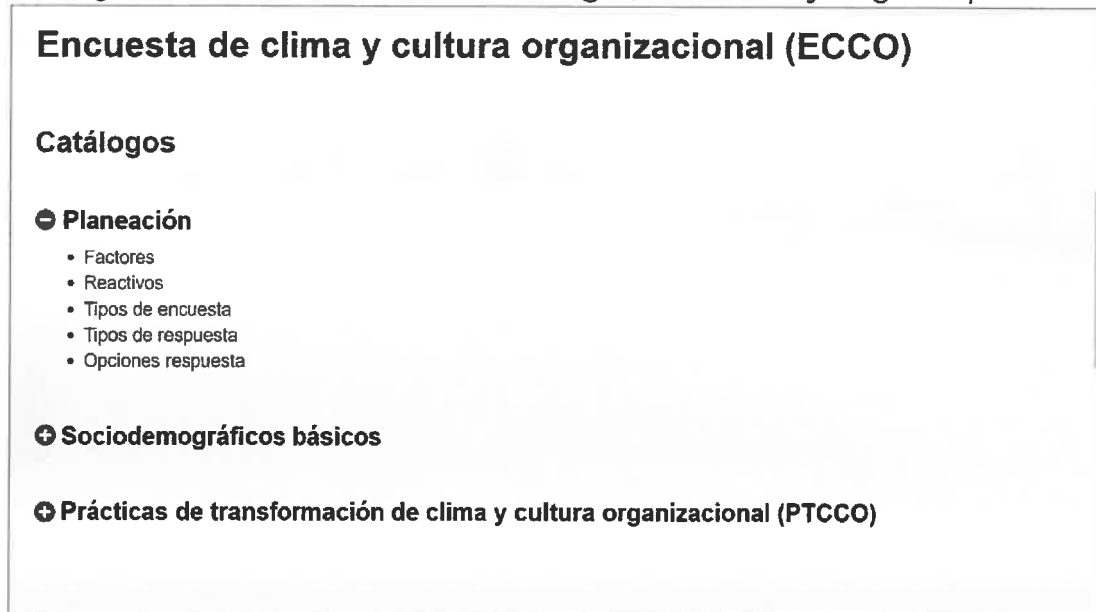 Encuesta de clima y cultura organizacional (ECCO)
Catálogos
Planeación
• Factores
• Reactivos
• Tipos de encuesta
• Tipos de respuesta
• Opciones respuesta
Sociodemográficos básicos
Prácticas de transformación de clima y cultura organizacional (PTCCO)